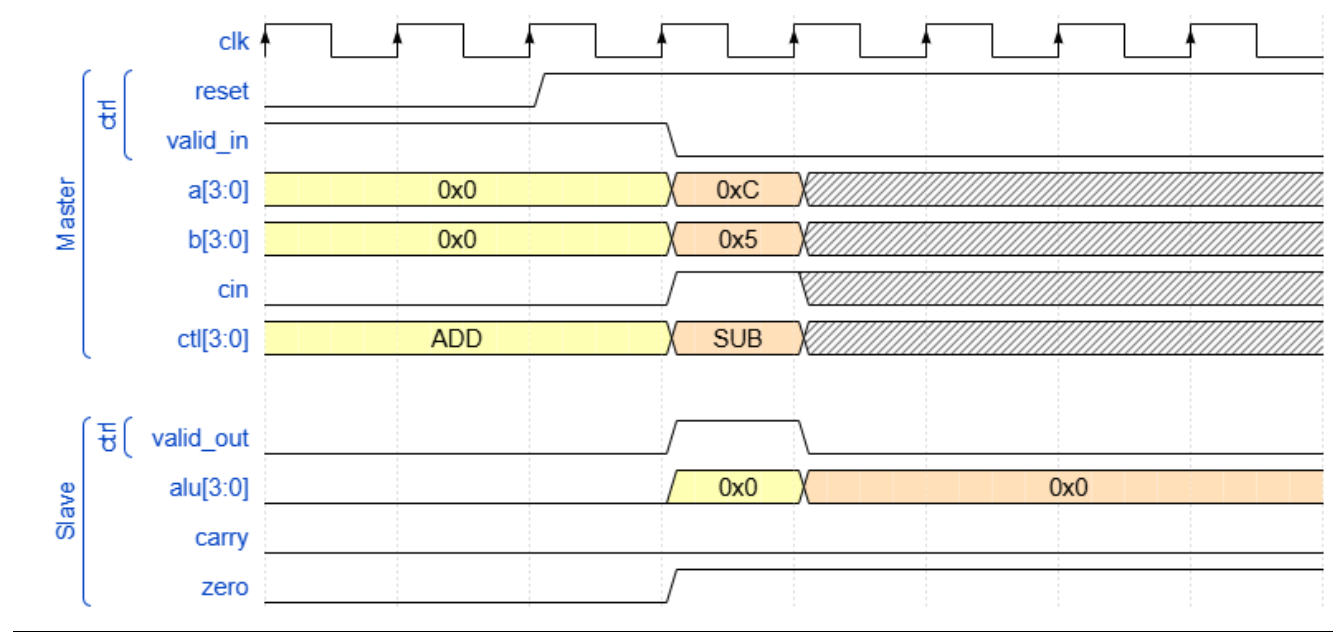 clk
Master
ctrl
reset
valid_in
a[3:0] 0x0 0xC
b[3:0] 0x0 0x5
cin
ctl[3:0] ADD SUB
Slave
ctrl
valid_out
alu[3:0] 0x0 0x0
carry
zero